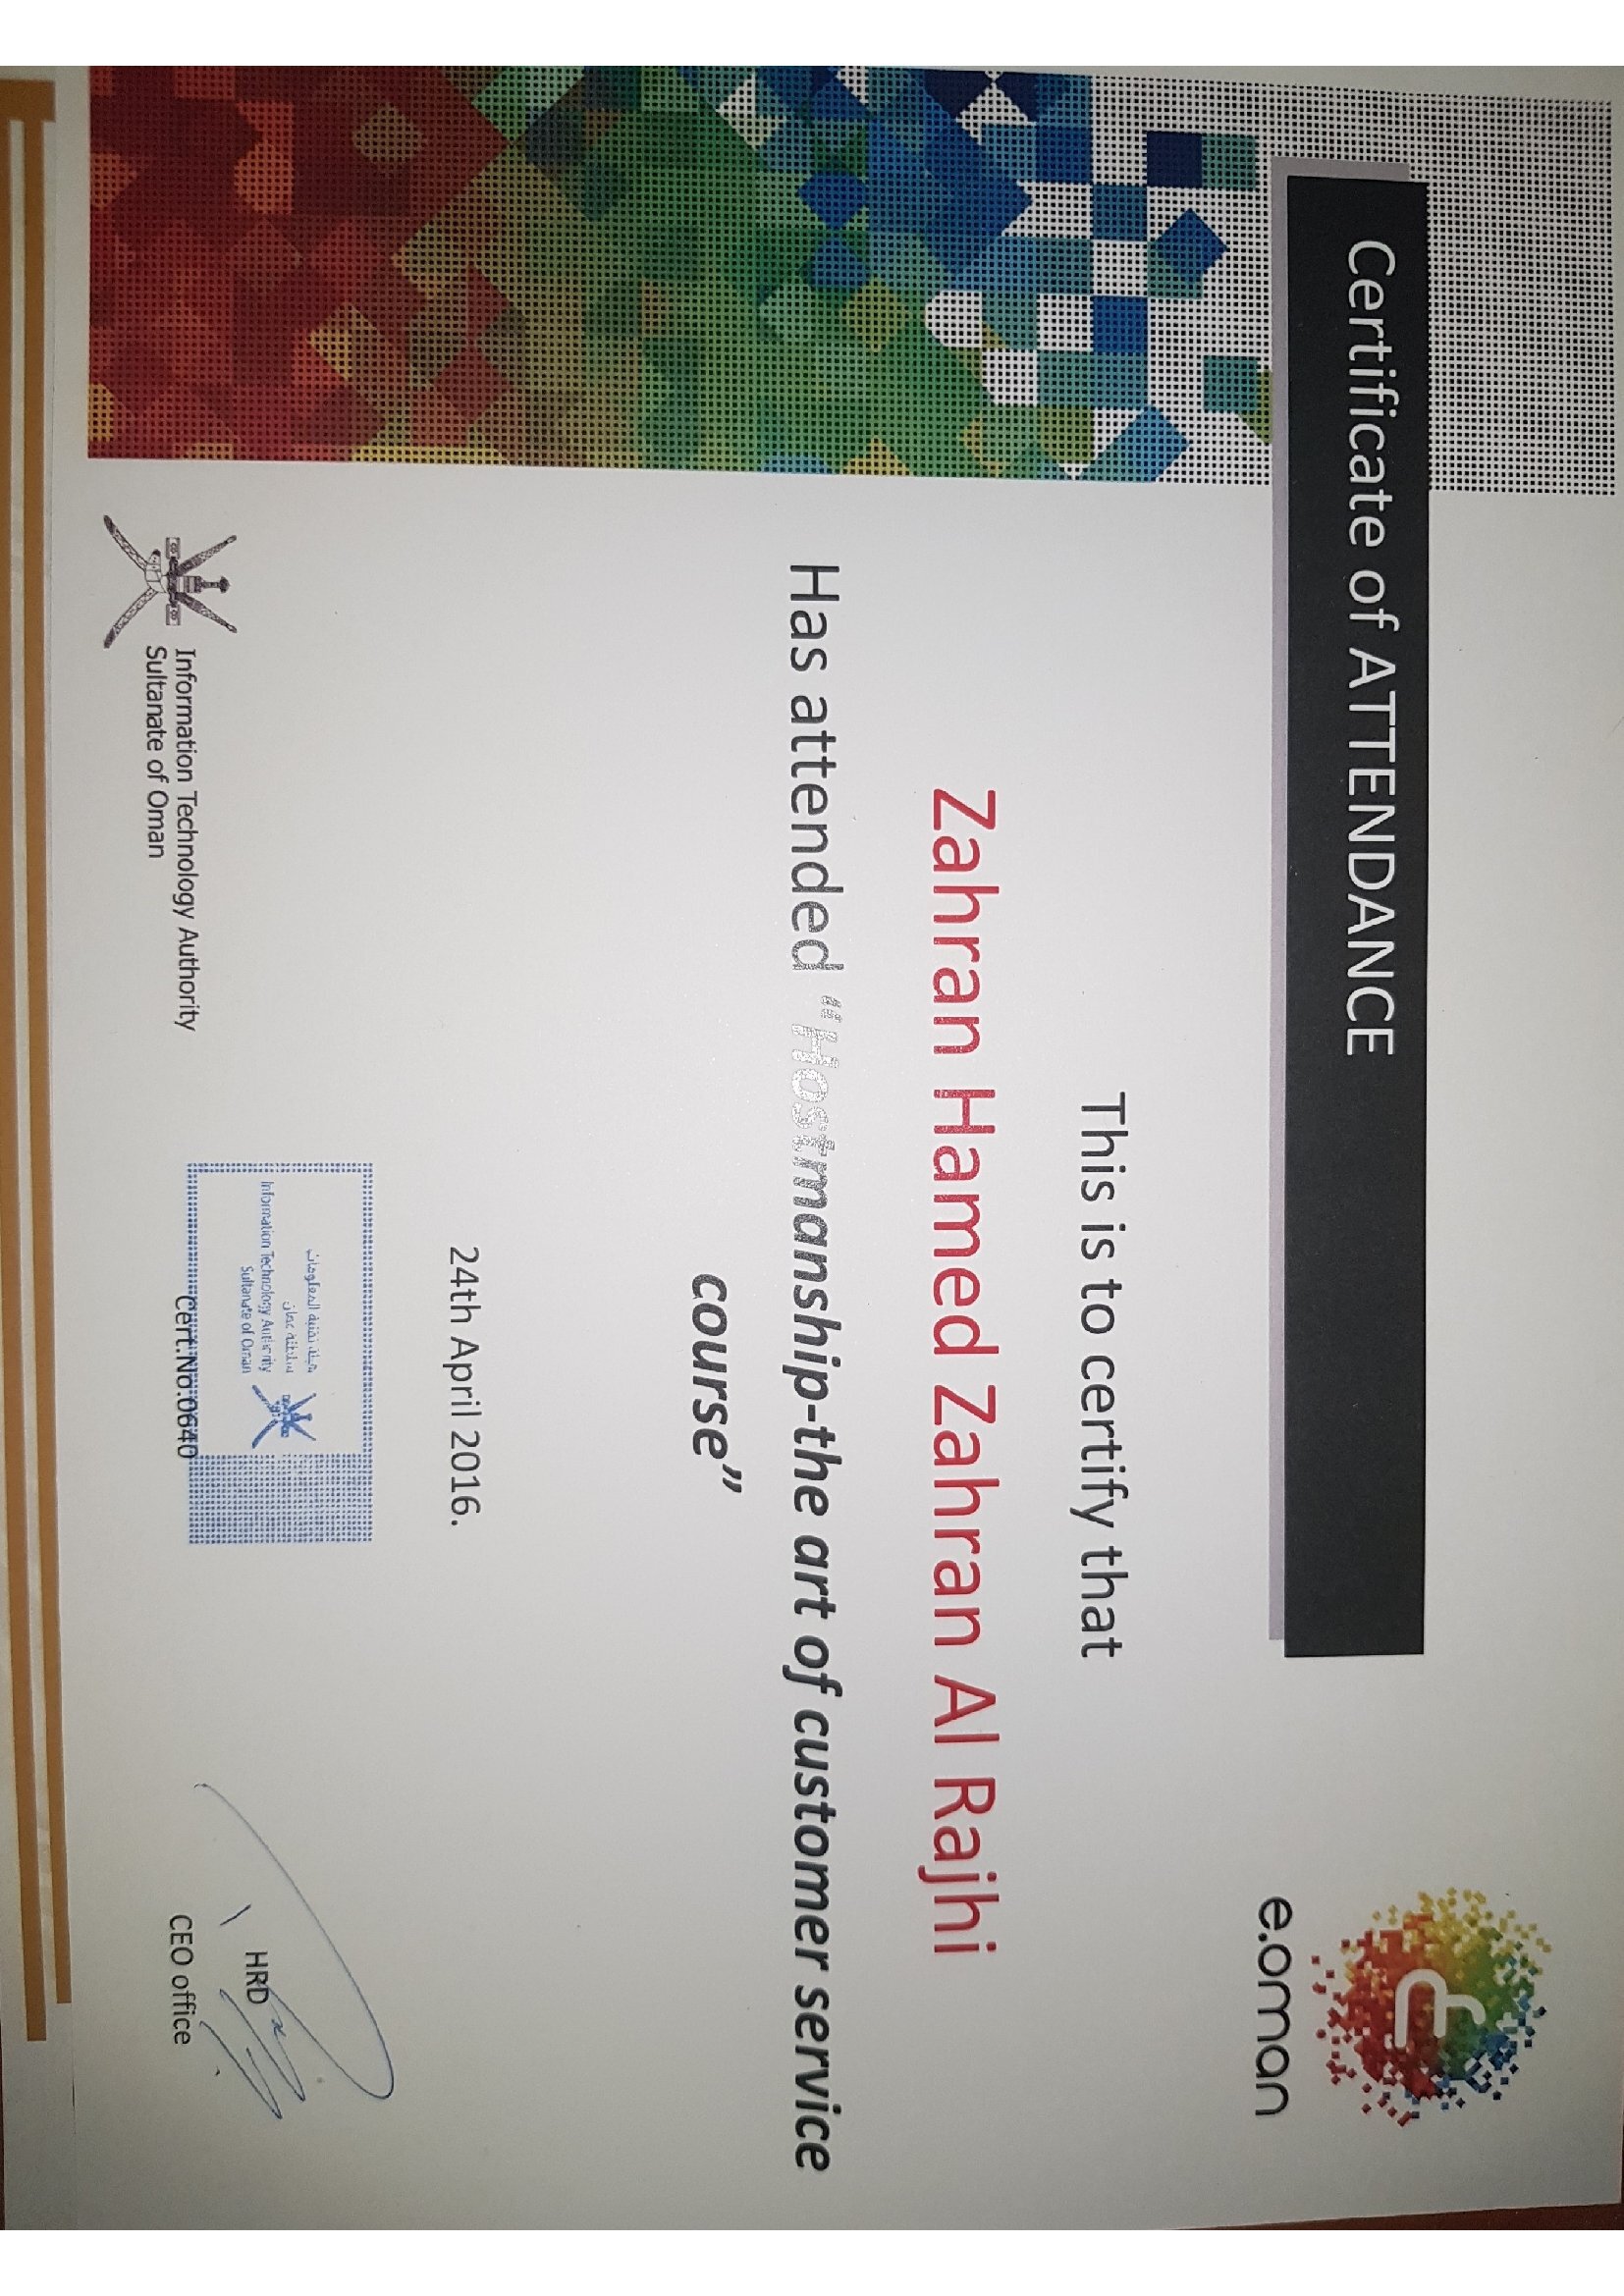 Certificate of ATTENDANCE
e.oman
This is to certify that
Zahran Hamed Zahran Al Rajhi
Has attended “Hostmanship-the art of customer service
course”
24th April 2016.
هيئة تقنية المعلومات
سلطنة عمان
Information Technology Authority
Sultanate of Oman
Cert.No.0640
HRD
CEO office
Information Technology Authority
Sultanate of Oman